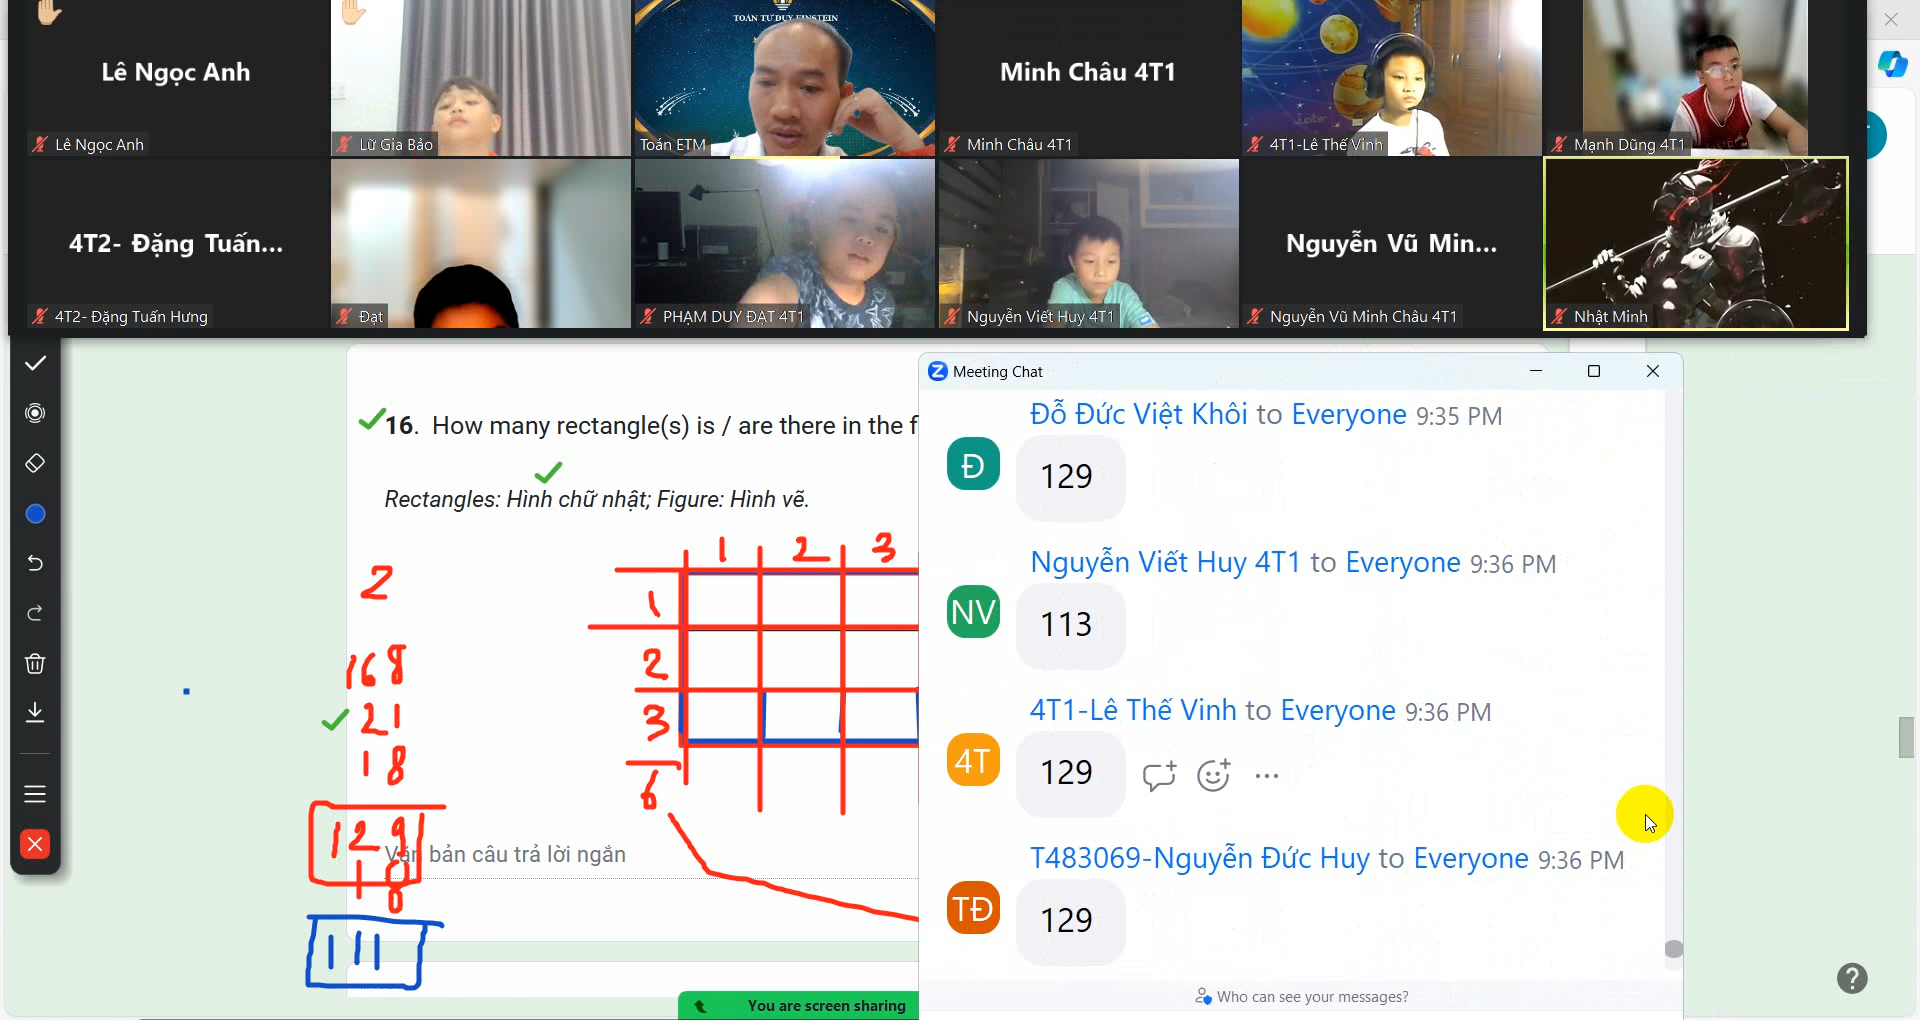 Lê Ngọc Anh
Lê Ngọc Anh
Lữ Gia Bảo
TOÁN TƯ DUY EINSTEIN
Toán ETM
Minh Châu 4T1
Minh Châu 4T1
Jupiter
4T1-Lê Thế Vinh
Mạnh Dũng 4T1
4T2- Đặng Tuấn...
4T2- Đặng Tuấn Hưng
Đạt
PHẠM DUY ĐẠT 4T1
Nguyễn Viết Huy 4T1
Nguyễn Vũ Min...
Nguyễn Vũ Minh Châu 4T1
Nhật Minh
16. How many rectangle(s) is / are there in the f
Rectangles: Hình chữ nhật; Figure: Hình vẽ.
1 2 3
1
2
3
6
2
168
21
18
129
18
111
Văn bản câu trả lời ngắn
You are screen sharing
Meeting Chat
Đỗ Đức Việt Khôi to Everyone 9:35 PM
Đ
129
Nguyễn Viết Huy 4T1 to Everyone 9:36 PM
NV
113
4T1-Lê Thế Vinh to Everyone 9:36 PM
4T
129
T483069-Nguyễn Đức Huy to Everyone 9:36 PM
TĐ
129
Who can see your messages?